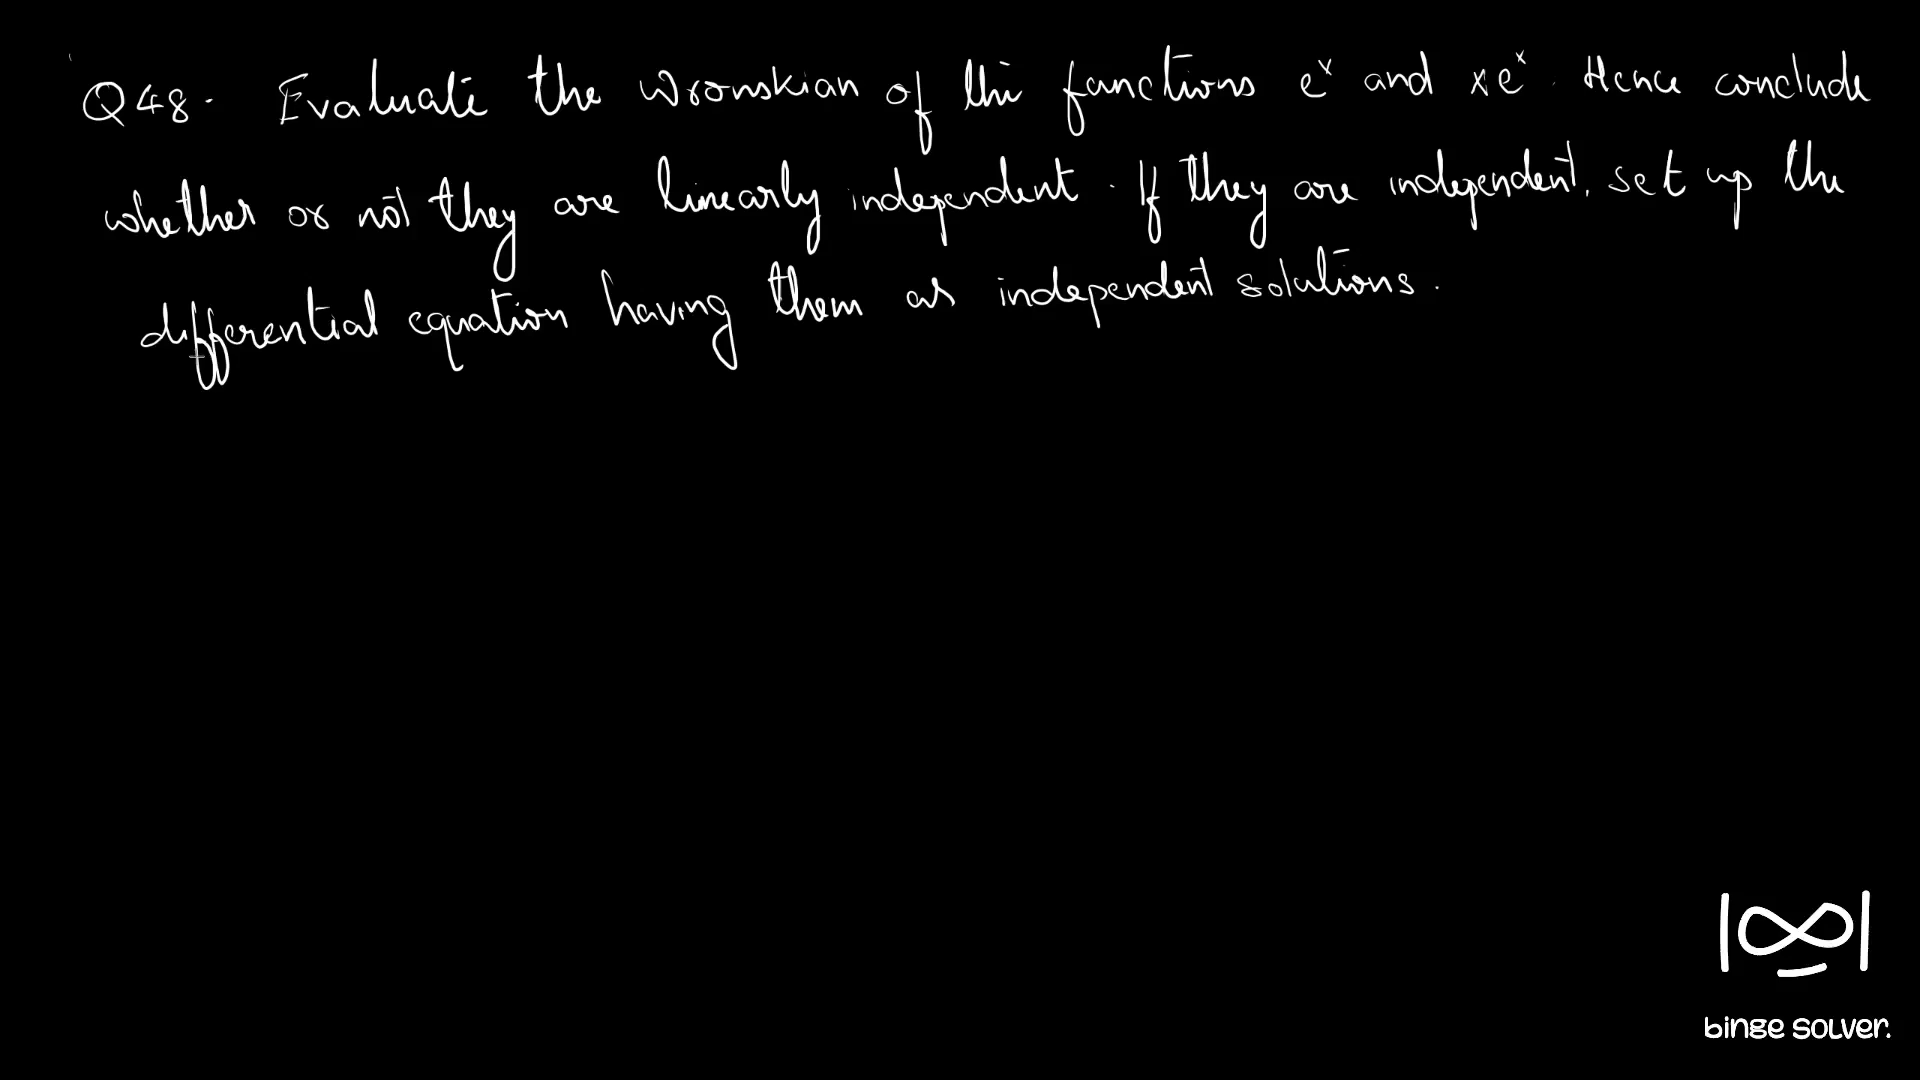 Q48. Evaluate the Wronskian of the functions eˣ and xeˣ. Hence conclude
whether or not they are linearly independent. If they are independent, set up the
differential equation having them as independent solutions.
binge solver.